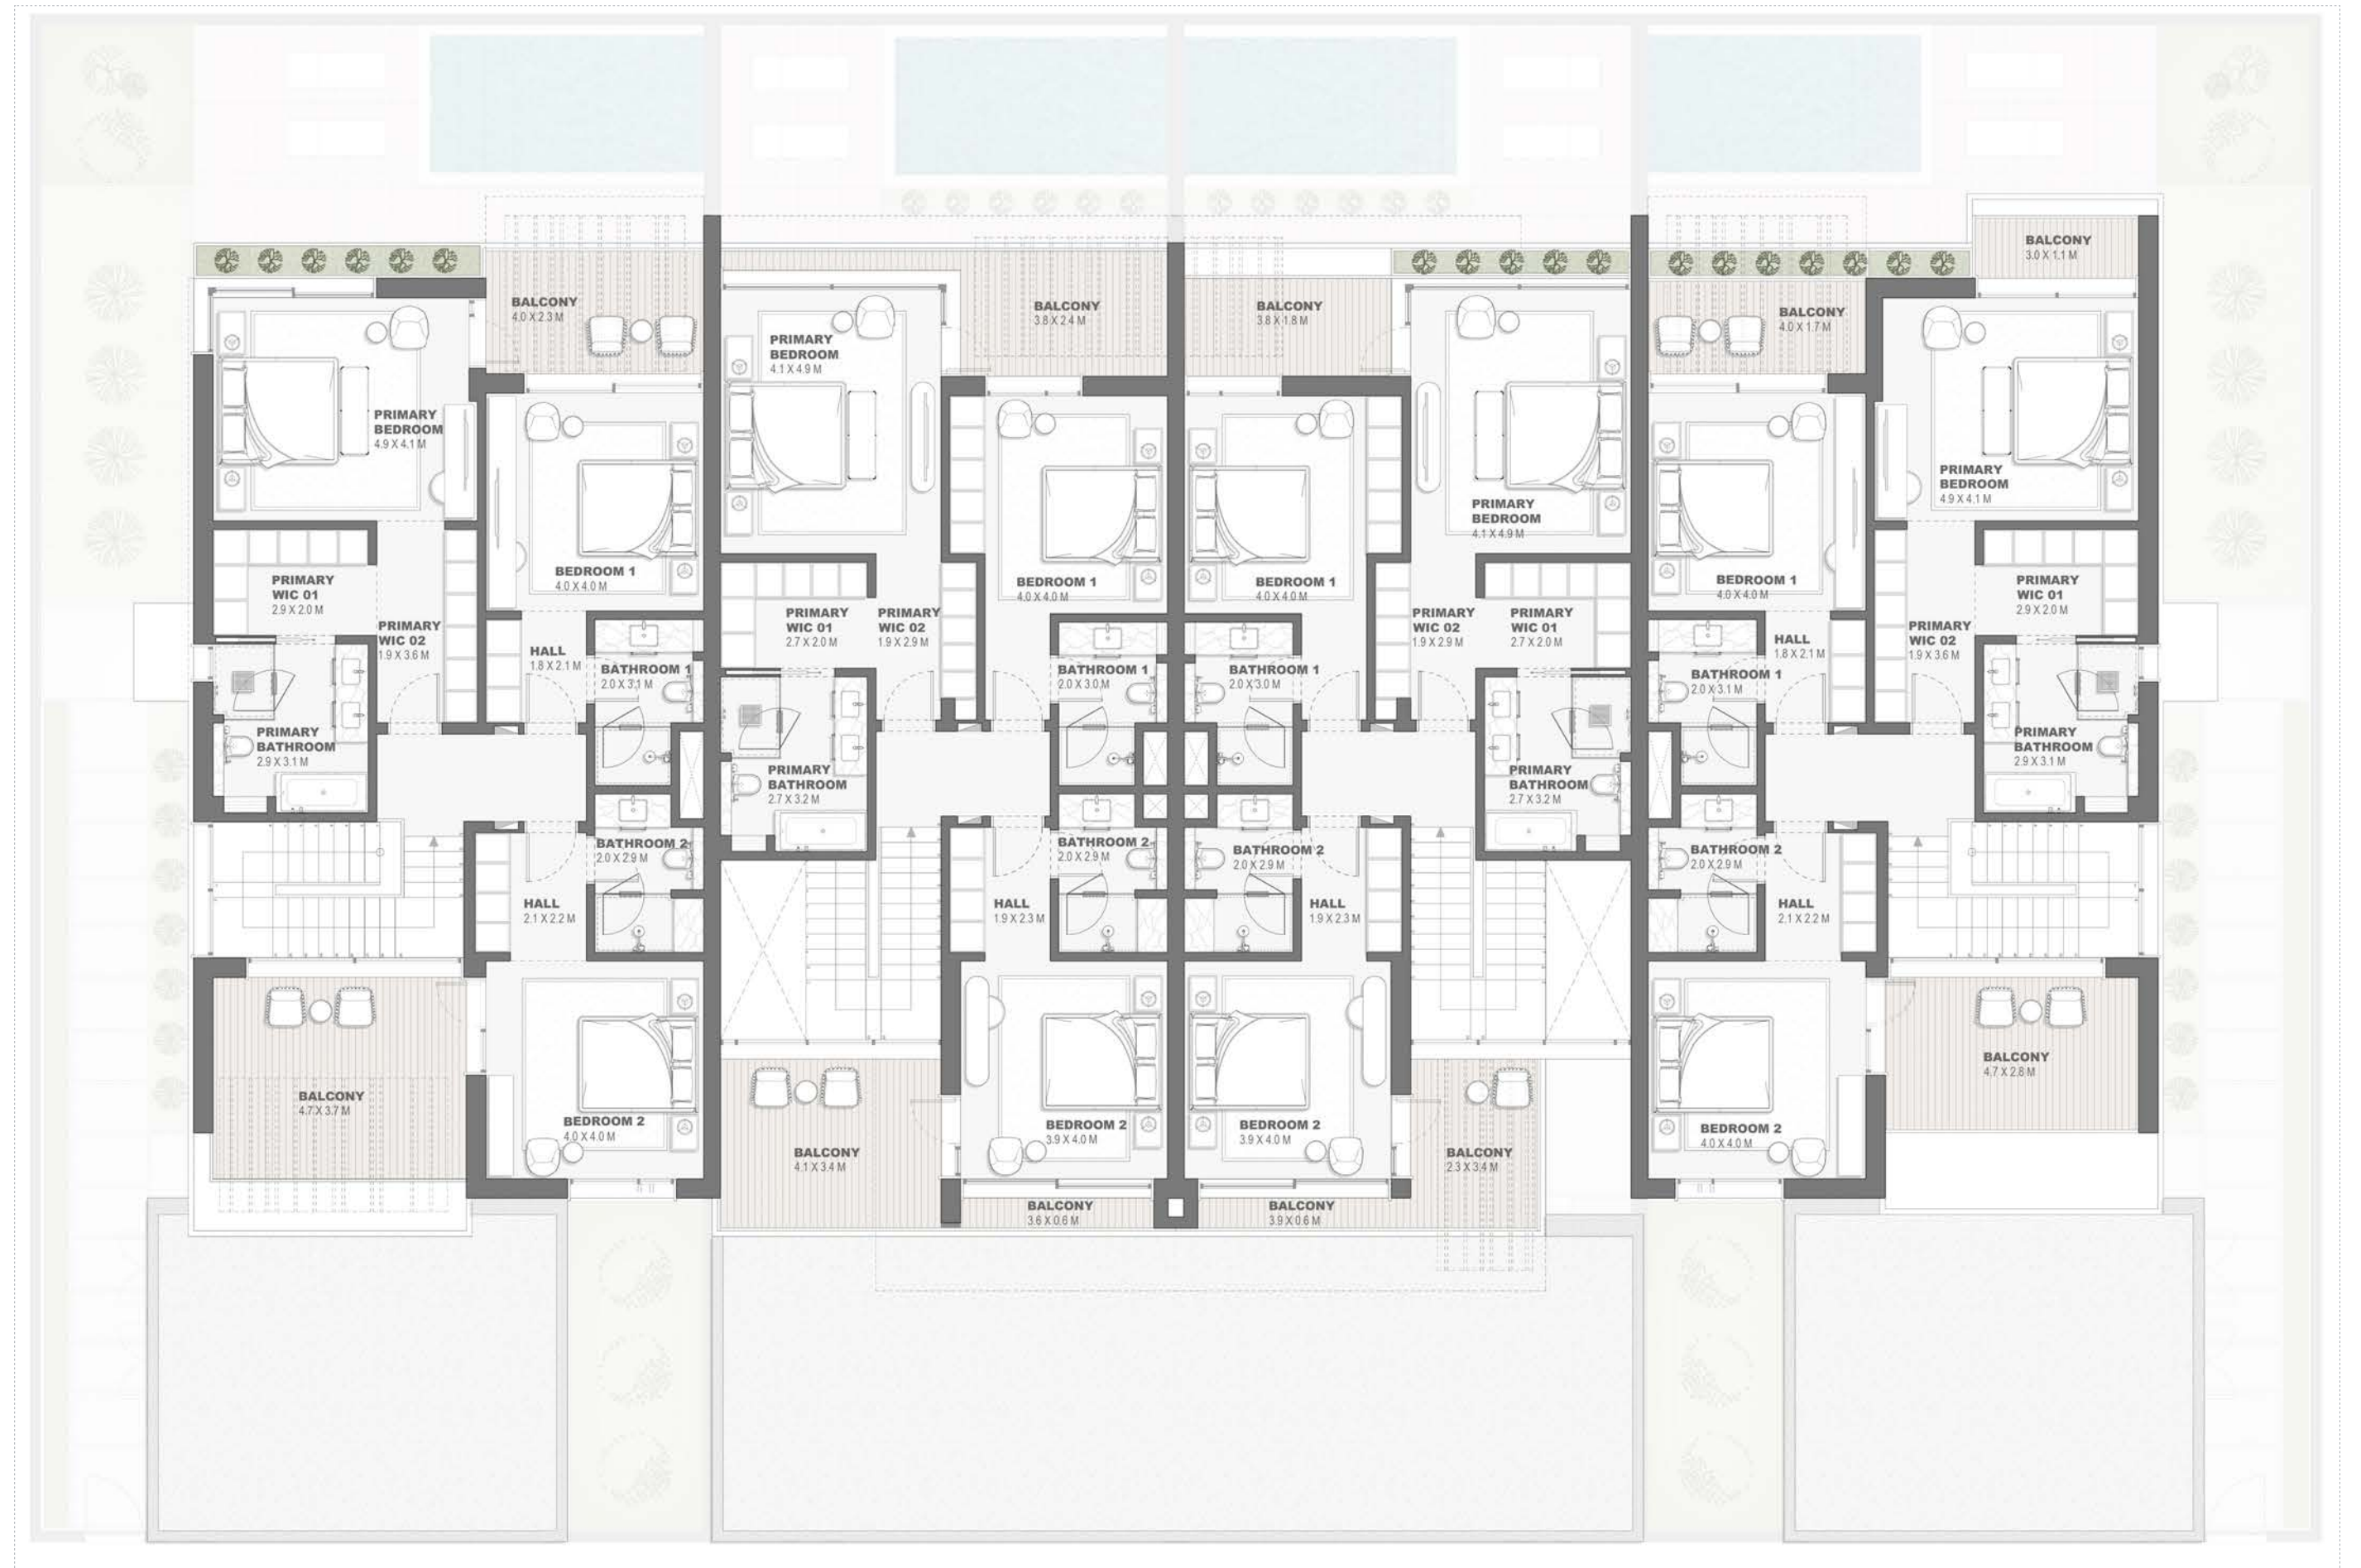 BALCONY
4.0 X 2.3 M
PRIMARY
BEDROOM
4.9 X 4.1 M
BEDROOM 1
4.0 X 4.0 M
PRIMARY
WIC 01
2.9 X 2.0 M
PRIMARY
WIC 02
1.9 X 3.6 M
HALL
1.8 X 2.1 M
BATHROOM 1
2.0 X 3.1 M
PRIMARY
BATHROOM
2.9 X 3.1 M
BATHROOM 2
2.0 X 2.9 M
HALL
2.1 X 2.2 M
BALCONY
4.7 X 3.7 M
BEDROOM 2
4.0 X 4.0 M
PRIMARY
BEDROOM
4.1 X 4.9 M
BALCONY
3.8 X 2.4 M
BEDROOM 1
4.0 X 4.0 M
PRIMARY
WIC 01
2.7 X 2.0 M
PRIMARY
WIC 02
1.9 X 2.9 M
BATHROOM 1
2.0 X 3.0 M
PRIMARY
BATHROOM
2.7 X 3.2 M
BATHROOM 2
2.0 X 2.9 M
HALL
1.9 X 2.3 M
BALCONY
4.1 X 3.4 M
BEDROOM 2
3.9 X 4.0 M
BALCONY
3.6 X 0.6 M
BALCONY
3.8 X 1.8 M
PRIMARY
BEDROOM
4.1 X 4.9 M
BEDROOM 1
4.0 X 4.0 M
PRIMARY
WIC 02
1.9 X 2.9 M
PRIMARY
WIC 01
2.7 X 2.0 M
BATHROOM 1
2.0 X 3.0 M
PRIMARY
BATHROOM
2.7 X 3.2 M
BATHROOM 2
2.0 X 2.9 M
HALL
1.9 X 2.3 M
BEDROOM 2
3.9 X 4.0 M
BALCONY
2.3 X 3.4 M
BALCONY
3.9 X 0.6 M
BALCONY
3.0 X 1.1 M
BALCONY
4.0 X 1.7 M
PRIMARY
BEDROOM
4.9 X 4.1 M
BEDROOM 1
4.0 X 4.0 M
PRIMARY
WIC 01
2.9 X 2.0 M
HALL
1.8 X 2.1 M
PRIMARY
WIC 02
1.9 X 3.6 M
BATHROOM 1
2.0 X 3.1 M
PRIMARY
BATHROOM
2.9 X 3.1 M
BATHROOM 2
2.0 X 2.9 M
HALL
2.1 X 2.2 M
BALCONY
4.7 X 2.8 M
BEDROOM 2
4.0 X 4.0 M